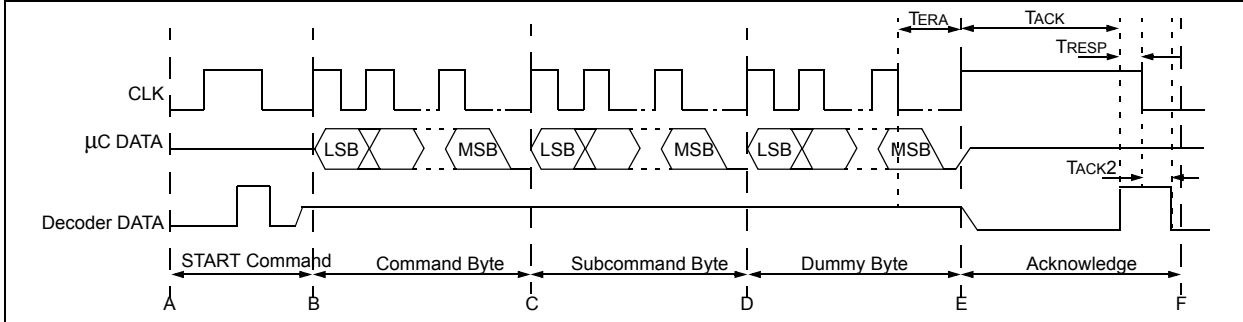 TERA
TACK
TRESP
CLK
µC DATA
LSB
MSB
LSB
MSB
LSB
MSB
TACK2
Decoder DATA
START Command
Command Byte
Subcommand Byte
Dummy Byte
Acknowledge
A
B
C
D
E
F